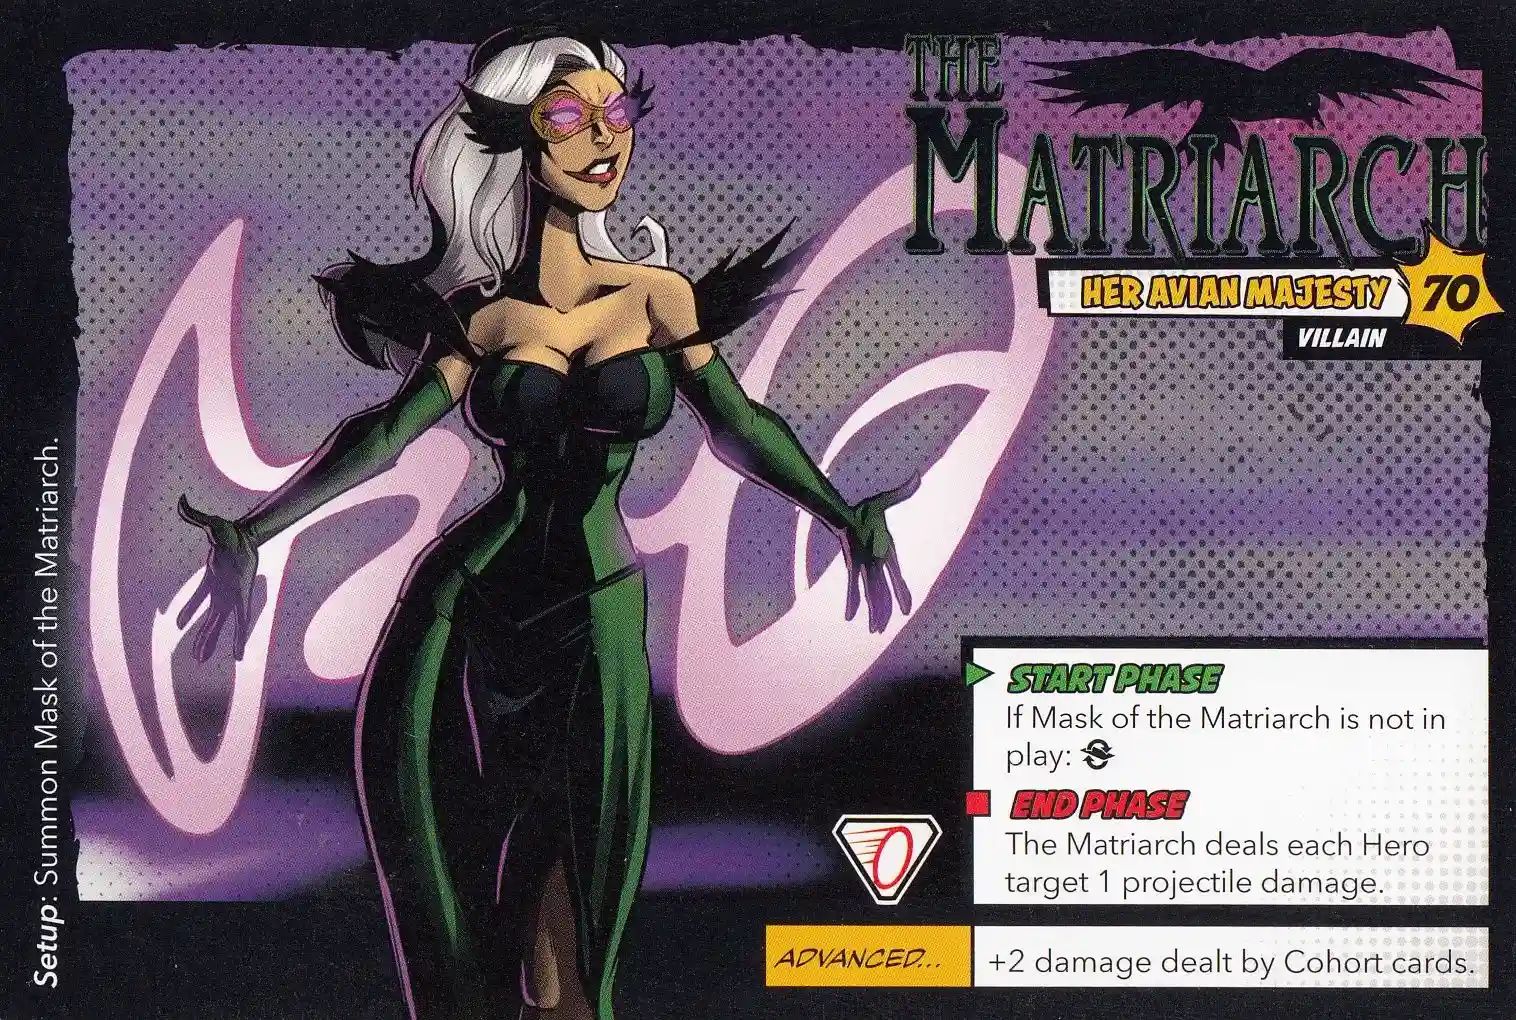 THE
MATRIARCH
HER AVIAN MAJESTY 70
VILLAIN
Setup: Summon Mask of the Matriarch.
START PHASE
If Mask of the Matriarch is not in
play:
END PHASE
The Matriarch deals each Hero
target 1 projectile damage.
0
ADVANCED...
+2 damage dealt by Cohort cards.